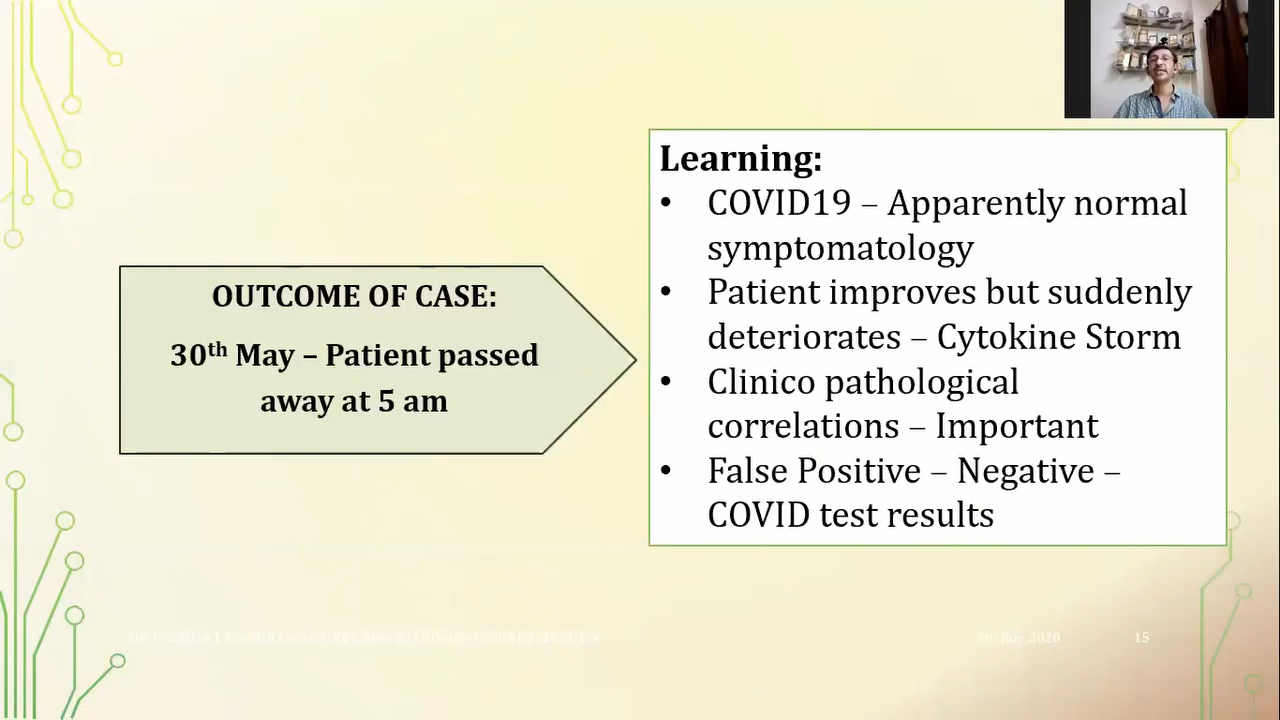 OUTCOME OF CASE:
30th May – Patient passed
away at 5 am
Learning:
• COVID19 – Apparently normal
symptomatology
• Patient improves but suddenly
deteriorates – Cytokine Storm
• Clinico pathological
correlations – Important
• False Positive – Negative –
COVID test results
2020
15